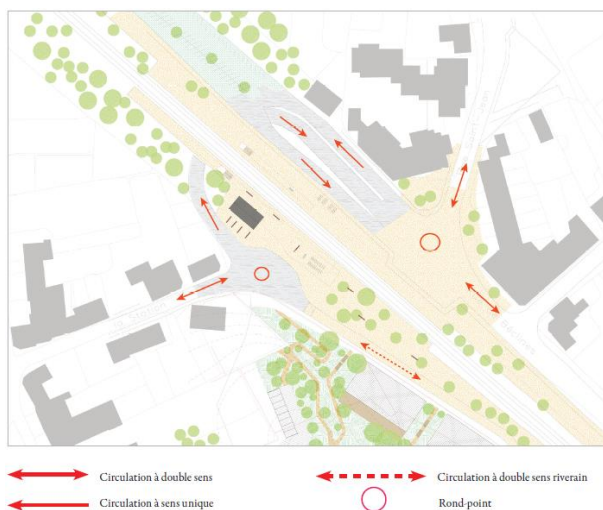 Circulation à double sens
Circulation à double sens riverain
Circulation à sens unique
Rond-point